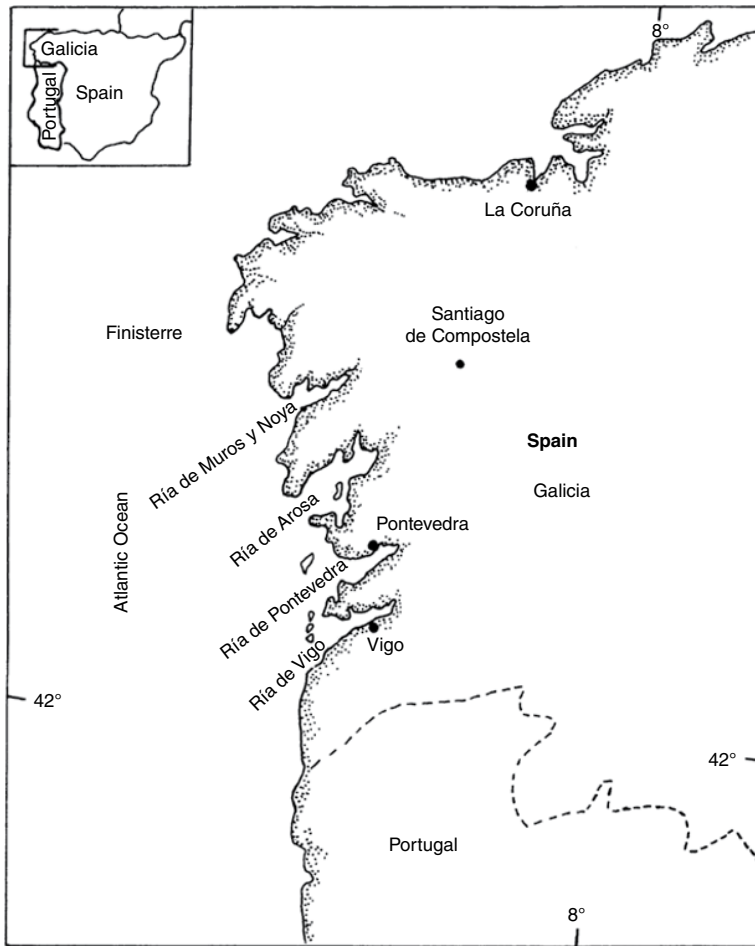 8°
Galicia
Portugal
Spain
La Coruña
Santiago
de Compostela
Finisterre
Ría de Muros y Noya
Spain
Galicia
Ría de Arosa
Atlantic Ocean
Pontevedra
Ría de Pontevedra
Vigo
Ría de Vigo
42°
42°
Portugal
8°